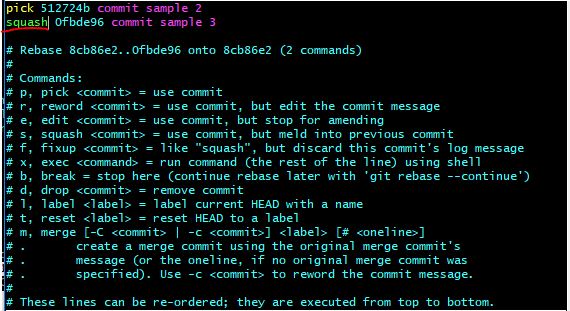 pick 512724b commit sample 2
squash 0fbde96 commit sample 3

# Rebase 8cb86e2..0fbde96 onto 8cb86e2 (2 commands)
#
# Commands:
# p, pick <commit> = use commit
# r, reword <commit> = use commit, but edit the commit message
# e, edit <commit> = use commit, but stop for amending
# s, squash <commit> = use commit, but meld into previous commit
# f, fixup <commit> = like "squash", but discard this commit's log message
# x, exec <command> = run command (the rest of the line) using shell
# b, break = stop here (continue rebase later with 'git rebase --continue')
# d, drop <commit> = remove commit
# l, label <label> = label current HEAD with a name
# t, reset <label> = reset HEAD to a label
# m, merge [-C <commit> | -c <commit>] <label> [# <oneline>]
# .       create a merge commit using the original merge commit's
# .       message (or the oneline, if no original merge commit was
# .       specified). Use -c <commit> to reword the commit message.
#
# These lines can be re-ordered; they are executed from top to bottom.